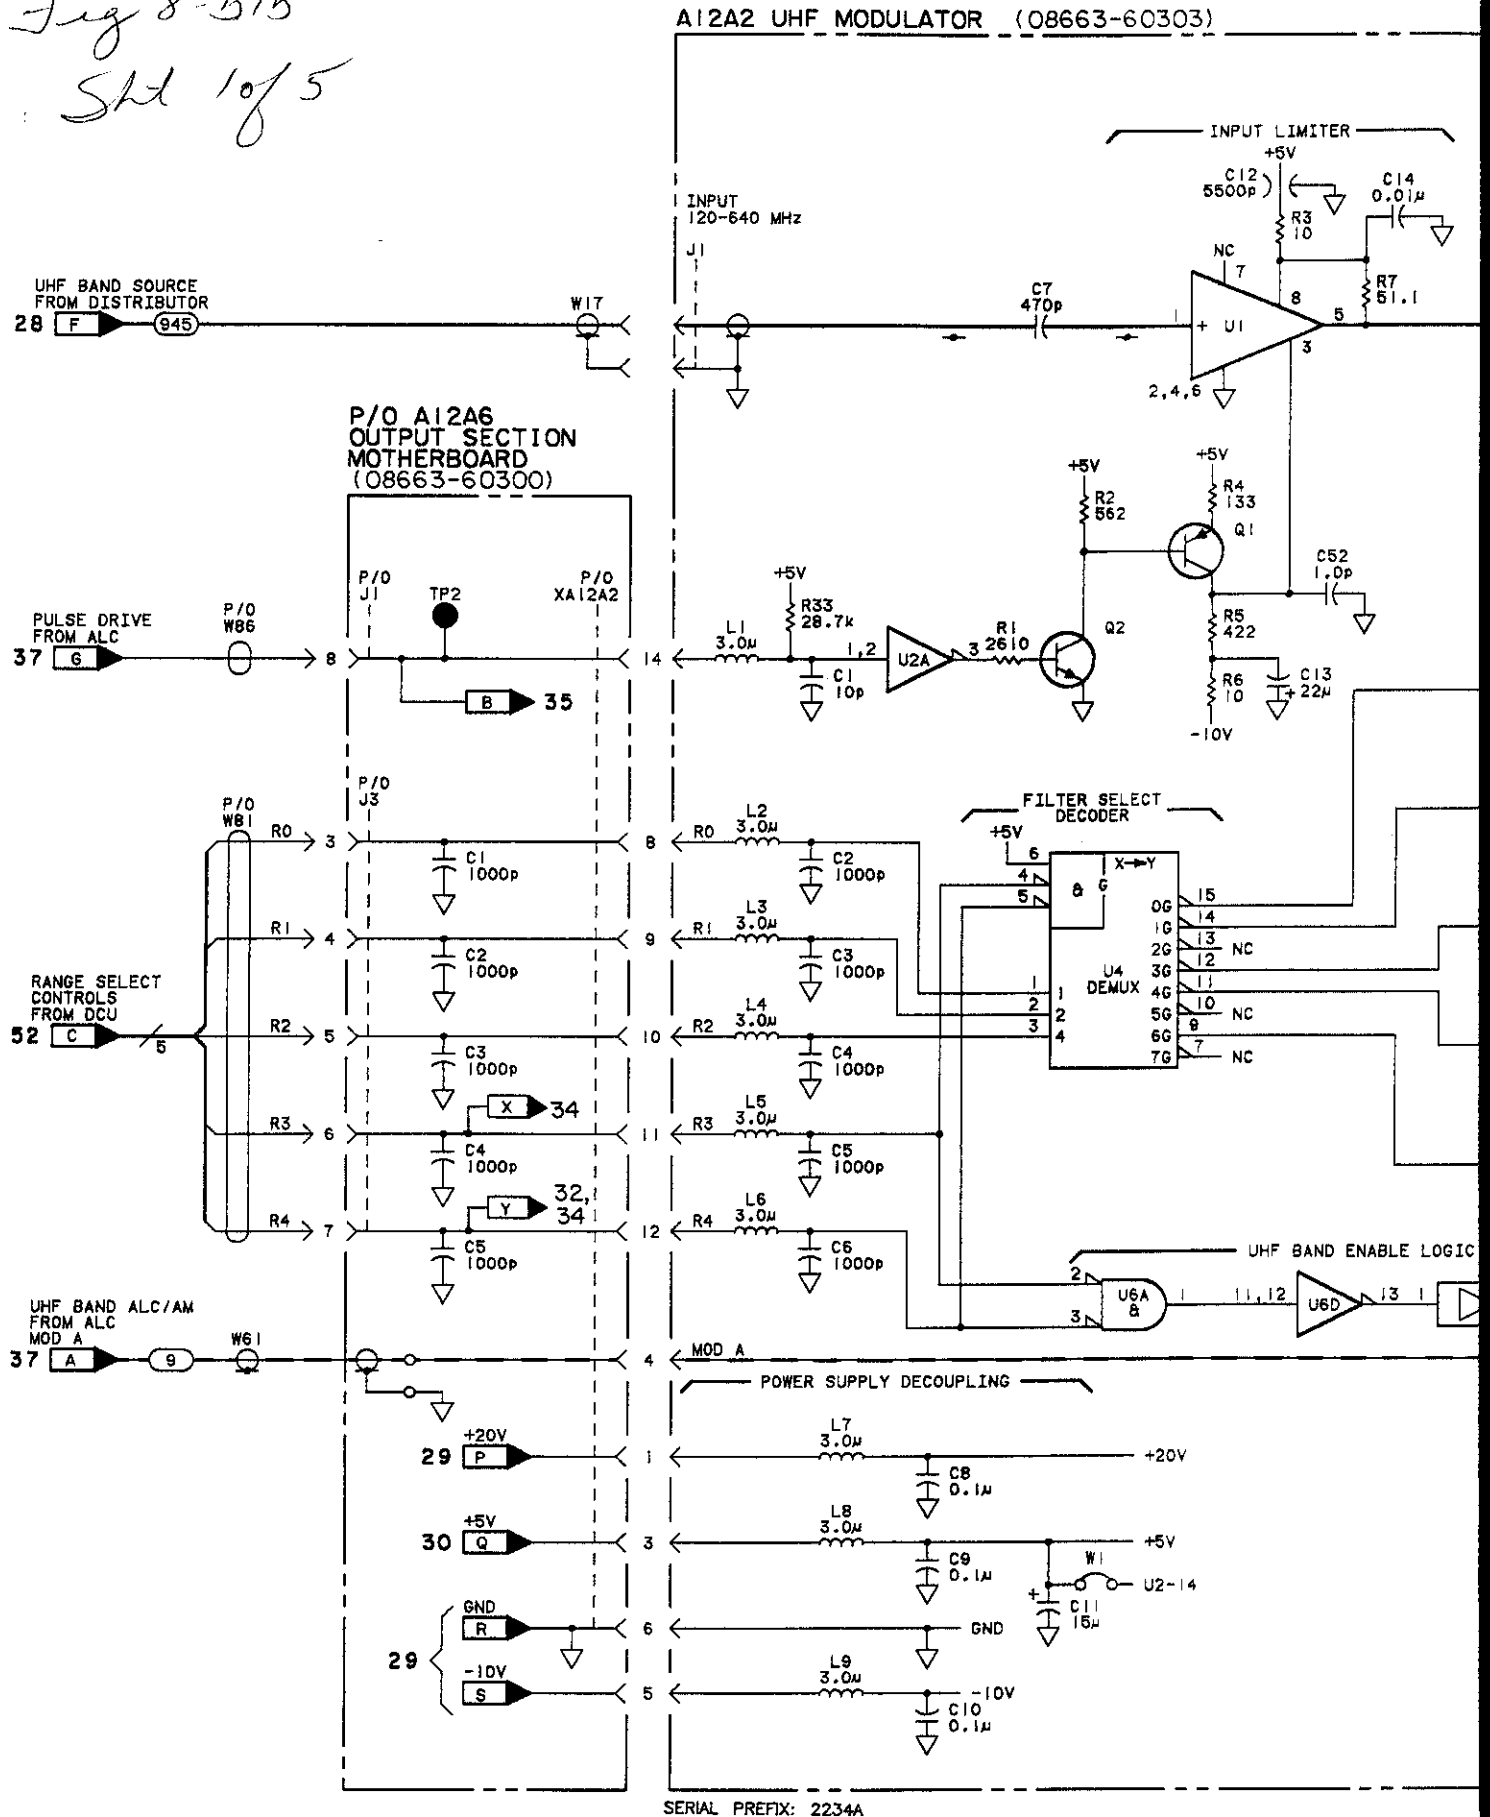 Fig 8-515
Sht 1 of 5
A12A2 UHF MODULATOR (08663-60303)
INPUT LIMITER
+5V
C12
5500p
C14
0.01µ
R3
10
INPUT
120-640 MHz
J1
NC
7
8
R7
51.1
UHF BAND SOURCE
FROM DISTRIBUTOR
28 F 945
W17
C7
470p
1 + U1 5
3
2,4,6
P/O A12A6
OUTPUT SECTION
MOTHERBOARD
(08663-60300)
+5V
R2
562
+5V
R4
133
Q1
C52
1.0p
P/O
J1
TP2
P/O
XA12A2
+5V
R33
28.7k
PULSE DRIVE
FROM ALC
37 G
P/O
W86
8
14
L1
3.0µ
C1
10p
1,2 U2A 3
R1
2610
Q2
R5
422
R6
10
C13
+ 22µ
-10V
B 35
P/O
W81
P/O
J3
FILTER SELECT
DECODER
+5V
6
4
5
& G X→Y
U4
DEMUX
1 1
2 2
3 4
0G 15
1G 14
2G 13 NC
3G 12
4G 11
5G 10 NC
6G 9
7G 7 NC
R0 3
C1
1000p
8 R0
L2
3.0µ
C2
1000p
R1 4
C2
1000p
9 R1
L3
3.0µ
C3
1000p
RANGE SELECT
CONTROLS
FROM DCU
52 C 5
R2 5
C3
1000p
10 R2
L4
3.0µ
C4
1000p
X 34
R3 6
C4
1000p
11 R3
L5
3.0µ
C5
1000p
Y 32,
34
R4 7
C5
1000p
12 R4
L6
3.0µ
C6
1000p
UHF BAND ENABLE LOGIC
2
3
U6A
&
1 11,12 U6D 13 1
UHF BAND ALC/AM
FROM ALC
MOD A
37 A 9
W61
4 MOD A
POWER SUPPLY DECOUPLING
+20V
29 P 1
L7
3.0µ
C8
0.1µ
+20V
+5V
30 Q 3
L8
3.0µ
C9
0.1µ
+5V
W1
U2-14
+ C11
15µ
GND
R 6 GND
29
-10V
S 5
L9
3.0µ
-10V
C10
0.1µ
SERIAL PREFIX: 2234A